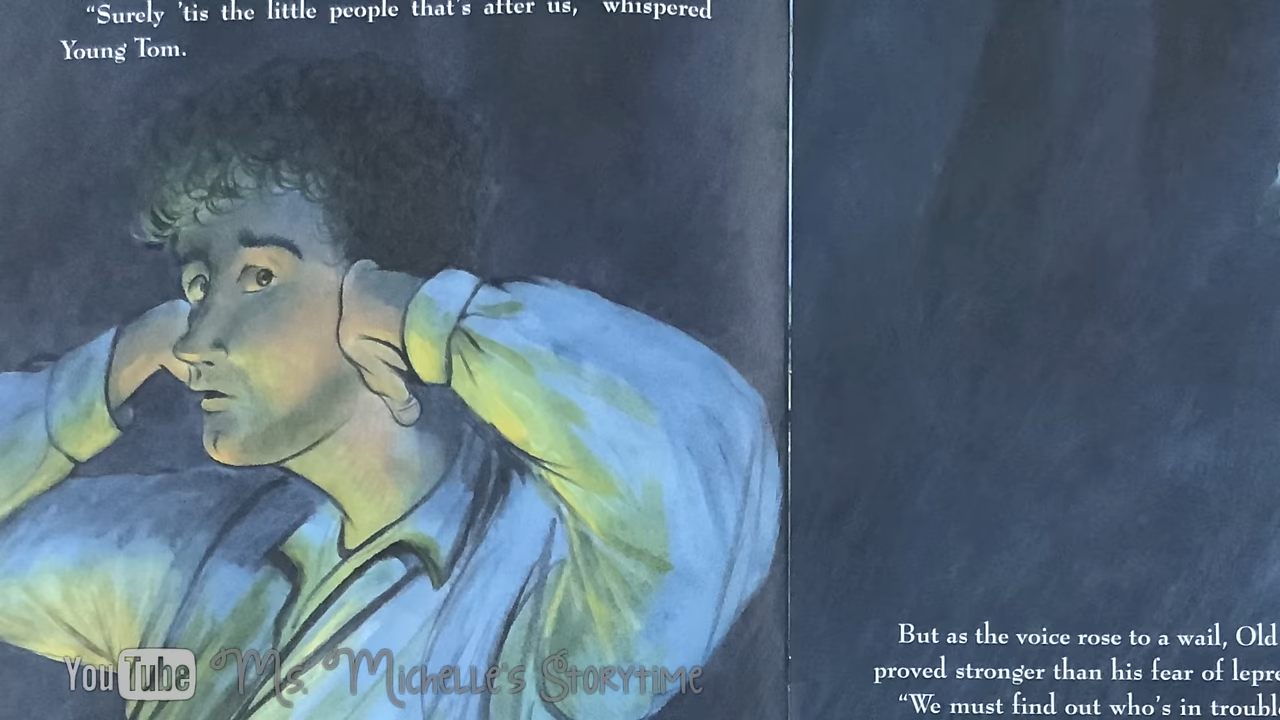 “Surely ’tis the little people that’s after us,” whispered
Young Tom.
But as the voice rose to a wail, Old
proved stronger than his fear of
“We must find out who’s in
YouTube Ms. Michelle's Storytime